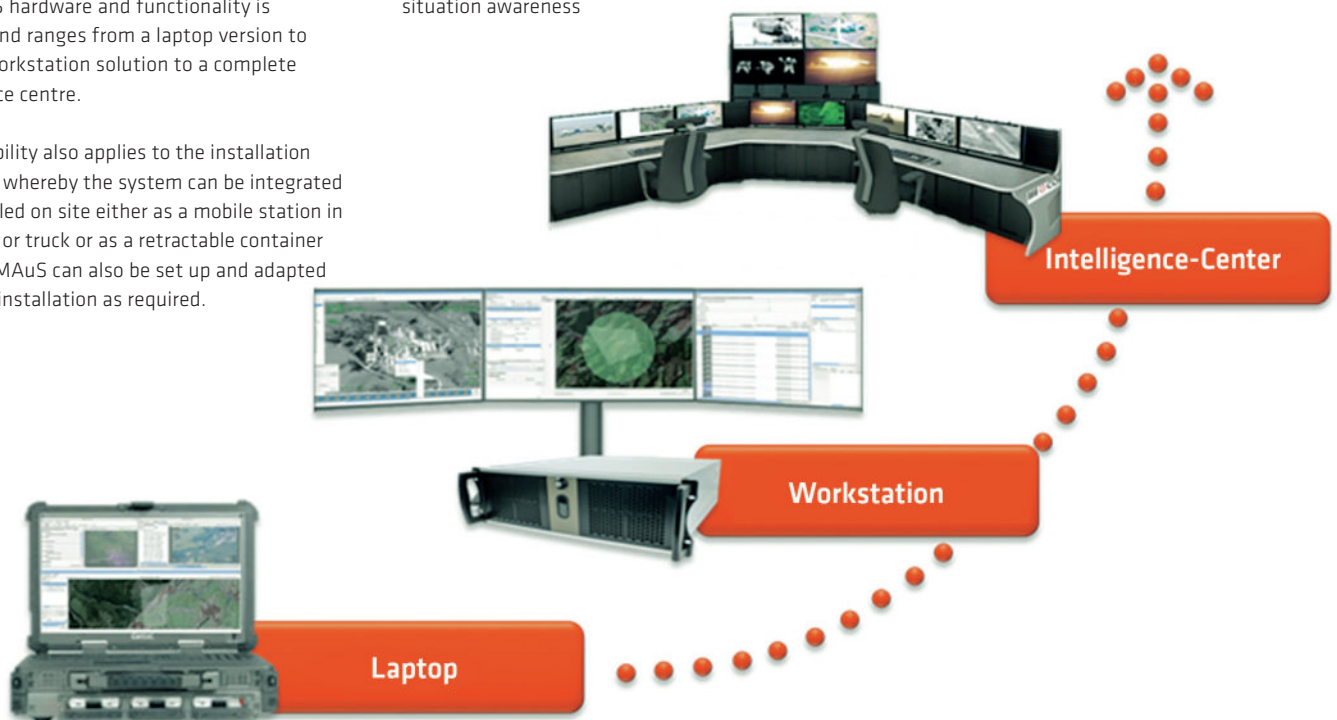 hardware and functionality is
nd ranges from a laptop version to
orkstation solution to a complete
ce centre.
bility also applies to the installation
whereby the system can be integrated
led on site either as a mobile station in
or truck or as a retractable container
MAuS can also be set up and adapted
installation as required.
situation awareness
Intelligence-Center
Workstation
Laptop